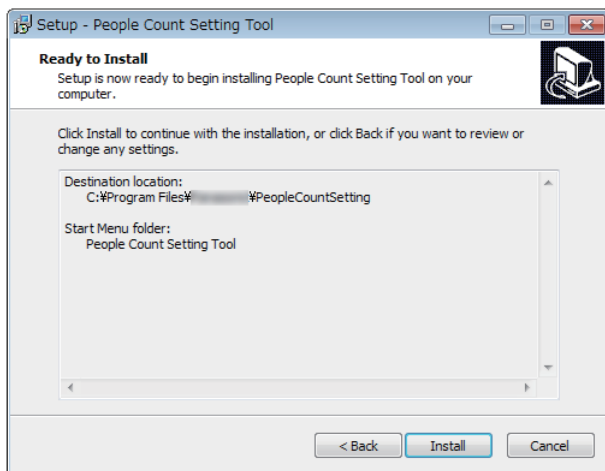 Setup - People Count Setting Tool
Ready to Install
Setup is now ready to begin installing People Count Setting Tool on your
computer.
Click Install to continue with the installation, or click Back if you want to review or
change any settings.
Destination location:
C:¥Program Files¥ ¥PeopleCountSetting
Start Menu folder:
People Count Setting Tool
< Back
Install
Cancel